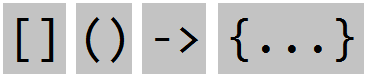 [] () -> {...}